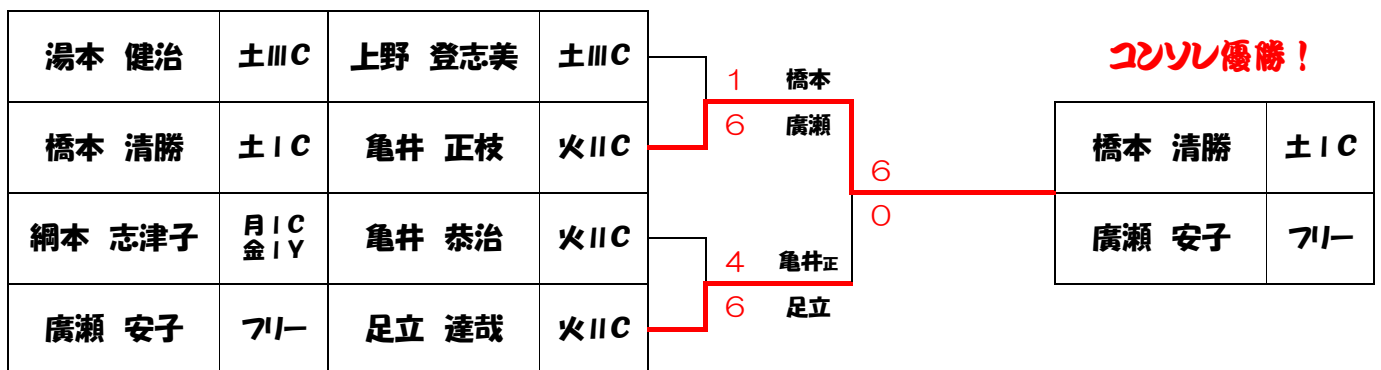 湯本 健治 土ⅢC 上野 登志美 土ⅢC
コンソレ優勝！
1 橋本
橋本 清勝 土ⅠC 亀井 正枝 火ⅡC
6 廣瀬
橋本 清勝 土ⅠC
6
綱本 志津子 月ⅠC 金ⅠY 亀井 恭治 火ⅡC
0
廣瀬 安子 フリー
4 亀井正
廣瀬 安子 フリー 足立 達哉 火ⅡC
6 足立